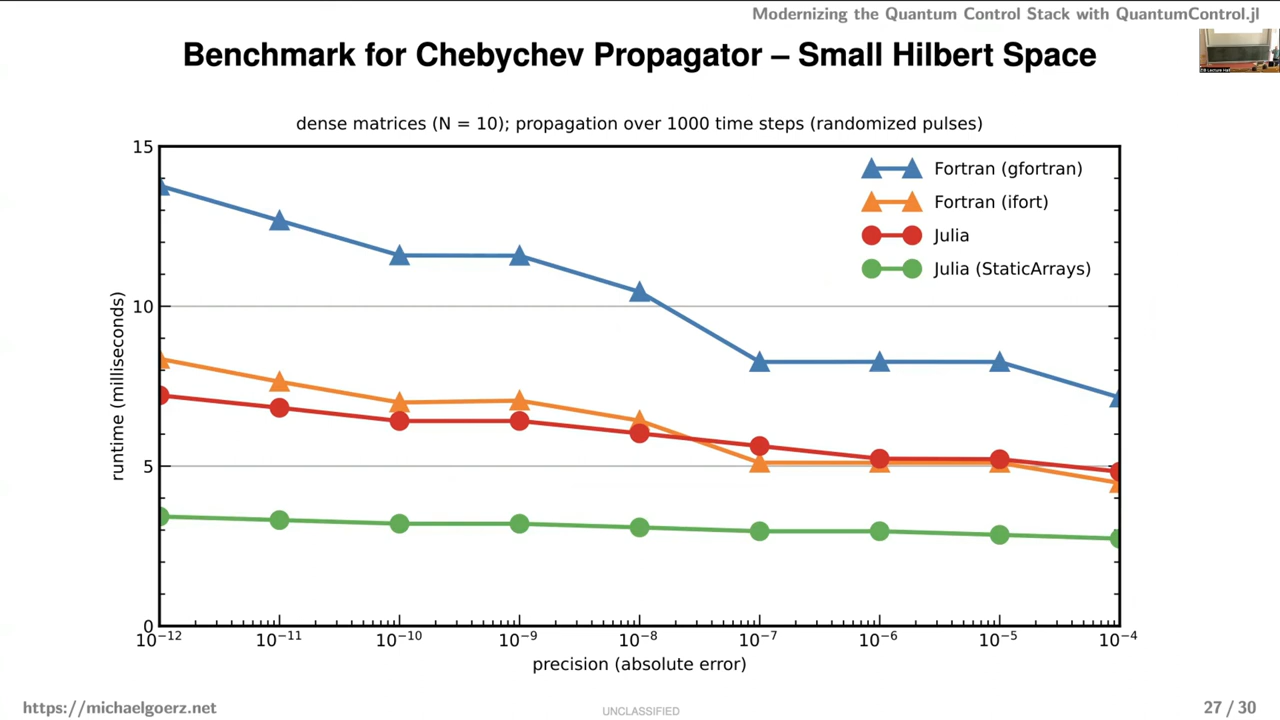 Modernizing the Quantum Control Stack with QuantumControl.jl
Benchmark for Chebychev Propagator – Small Hilbert Space
dense matrices (N = 10); propagation over 1000 time steps (randomized pulses)
15
10
5
0
runtime (milliseconds)
Fortran (gfortran)
Fortran (ifort)
Julia
Julia (StaticArrays)
10⁻¹² 10⁻¹¹ 10⁻¹⁰ 10⁻⁹ 10⁻⁸ 10⁻⁷ 10⁻⁶ 10⁻⁵ 10⁻⁴
precision (absolute error)
https://michaelgoerz.net
UNCLASSIFIED
27 / 30